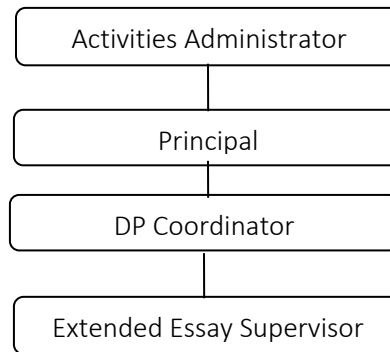 Activities Administrator
Principal
DP Coordinator
Extended Essay Supervisor